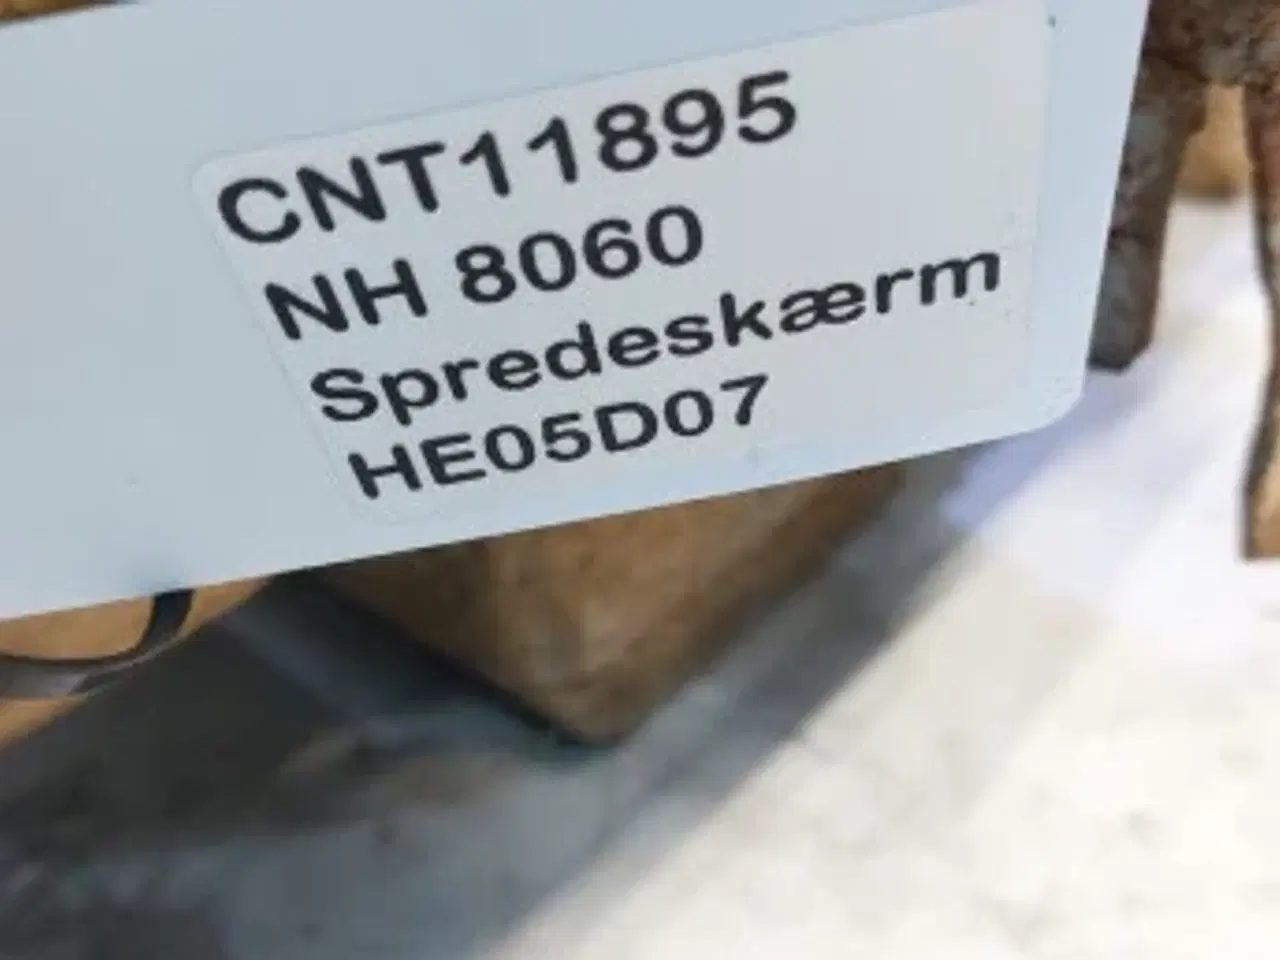 CNT11895
NH 8060
Spredeskærm
HE05D07